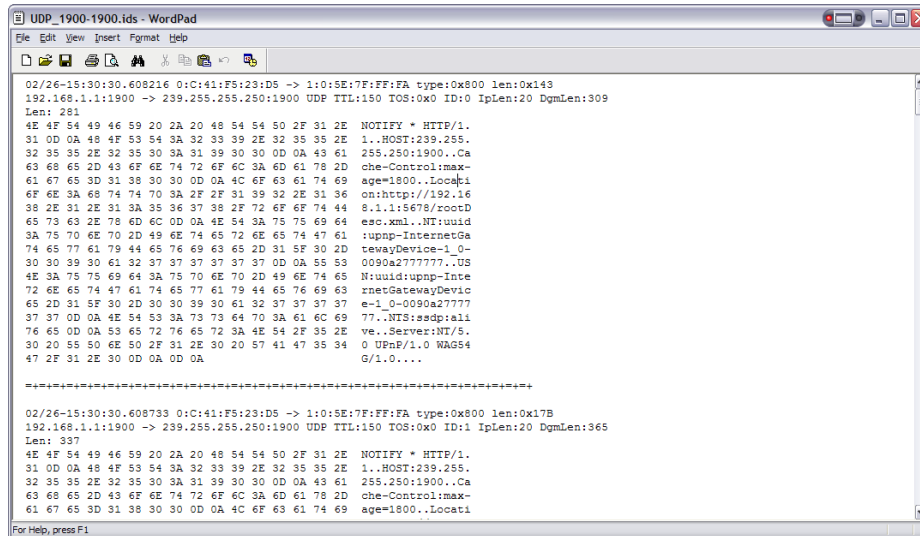 UDP_1900-1900.ids - WordPad
File Edit View Insert Format Help
02/26-15:30:30.608216 0:C:41:F5:23:D5 -> 1:0:5E:7F:FF:FA type:0x800 len:0x143
192.168.1.1:1900 -> 239.255.255.250:1900 UDP TTL:150 TOS:0x0 ID:0 IpLen:20 DgmLen:309
Len: 281
4E 4F 54 49 46 59 20 2A 20 48 54 54 50 2F 31 2E  NOTIFY * HTTP/1.
31 0D 0A 48 4F 53 54 3A 32 33 39 2E 32 35 35 2E  1..HOST:239.255.
32 35 35 2E 32 35 30 3A 31 39 30 30 0D 0A 43 61  255.250:1900..Ca
63 68 65 2D 43 6F 6E 74 72 6F 6C 3A 6D 61 78 2D  che-Control:max-
61 67 65 3D 31 38 30 30 0D 0A 4C 6F 63 61 74 69  age=1800..Locati
6F 6E 3A 68 74 74 70 3A 2F 2F 31 39 32 2E 31 36  on:http://192.16
38 2E 31 2E 31 3A 35 36 37 38 2F 72 6F 6F 74 44  8.1.1:5678/rootD
65 73 63 2E 78 6D 6C 0D 0A 4E 54 3A 75 75 69 64  esc.xml..NT:uuid
3A 75 70 6E 70 2D 49 6E 74 65 72 6E 65 74 47 61  :upnp-InternetGa
74 65 77 61 79 44 65 76 69 63 65 2D 31 5F 30 2D  tewayDevice-1_0-
30 30 39 30 61 32 37 37 37 37 37 37 0D 0A 55 53  0090a2777777..US
4E 3A 75 75 69 64 3A 75 70 6E 70 2D 49 6E 74 65  N:uuid:upnp-Inte
72 6E 65 74 47 61 74 65 77 61 79 44 65 76 69 63  rnetGatewayDevic
65 2D 31 5F 30 2D 30 30 39 30 61 32 37 37 37 37  e-1_0-0090a27777
37 37 0D 0A 4E 54 53 3A 73 73 64 70 3A 61 6C 69  77..NTS:ssdp:ali
76 65 0D 0A 53 65 72 76 65 72 3A 4E 54 2F 35 2E  ve..Server:NT/5.
30 20 55 50 6E 50 2F 31 2E 30 20 57 41 47 35 34  0 UPnP/1.0 WAG54
47 2F 31 2E 30 0D 0A 0D 0A  G/1.0....
=+=+=+=+=+=+=+=+=+=+=+=+=+=+=+=+=+=+=+=+=+=+=+=+=+=+=+=+=+=+=+=+=+=+=+=+=+
02/26-15:30:30.608733 0:C:41:F5:23:D5 -> 1:0:5E:7F:FF:FA type:0x800 len:0x17B
192.168.1.1:1900 -> 239.255.255.250:1900 UDP TTL:150 TOS:0x0 ID:1 IpLen:20 DgmLen:365
Len: 337
4E 4F 54 49 46 59 20 2A 20 48 54 54 50 2F 31 2E  NOTIFY * HTTP/1.
31 0D 0A 48 4F 53 54 3A 32 33 39 2E 32 35 35 2E  1..HOST:239.255.
32 35 35 2E 32 35 30 3A 31 39 30 30 0D 0A 43 61  255.250:1900..Ca
63 68 65 2D 43 6F 6E 74 72 6F 6C 3A 6D 61 78 2D  che-Control:max-
61 67 65 3D 31 38 30 30 0D 0A 4C 6F 63 61 74 69  age=1800..Locati
For Help, press F1